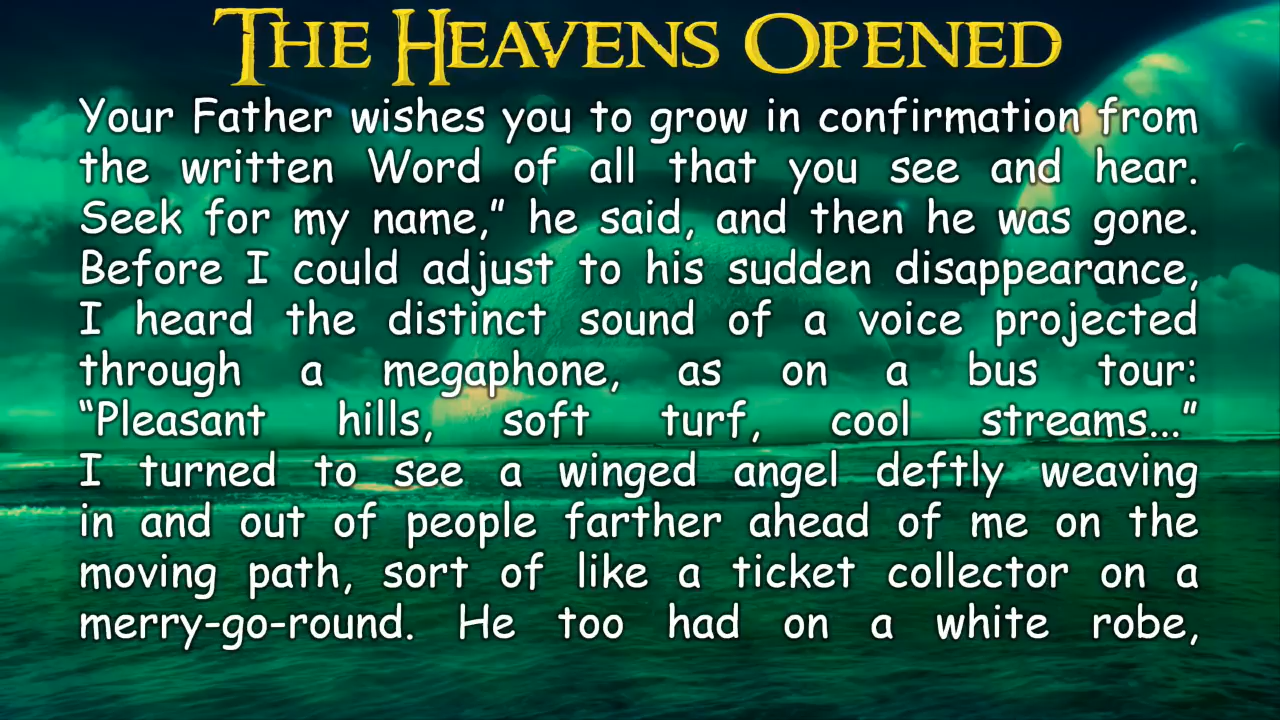 THE HEAVENS OPENED
Your Father wishes you to grow in confirmation from
the written Word of all that you see and hear.
Seek for my name,” he said, and then he was gone.
Before I could adjust to his sudden disappearance,
I heard the distinct sound of a voice projected
through a megaphone, as on a bus tour:
“Pleasant hills, soft turf, cool streams...”
I turned to see a winged angel deftly weaving
in and out of people farther ahead of me on the
moving path, sort of like a ticket collector on a
merry-go-round. He too had on a white robe,